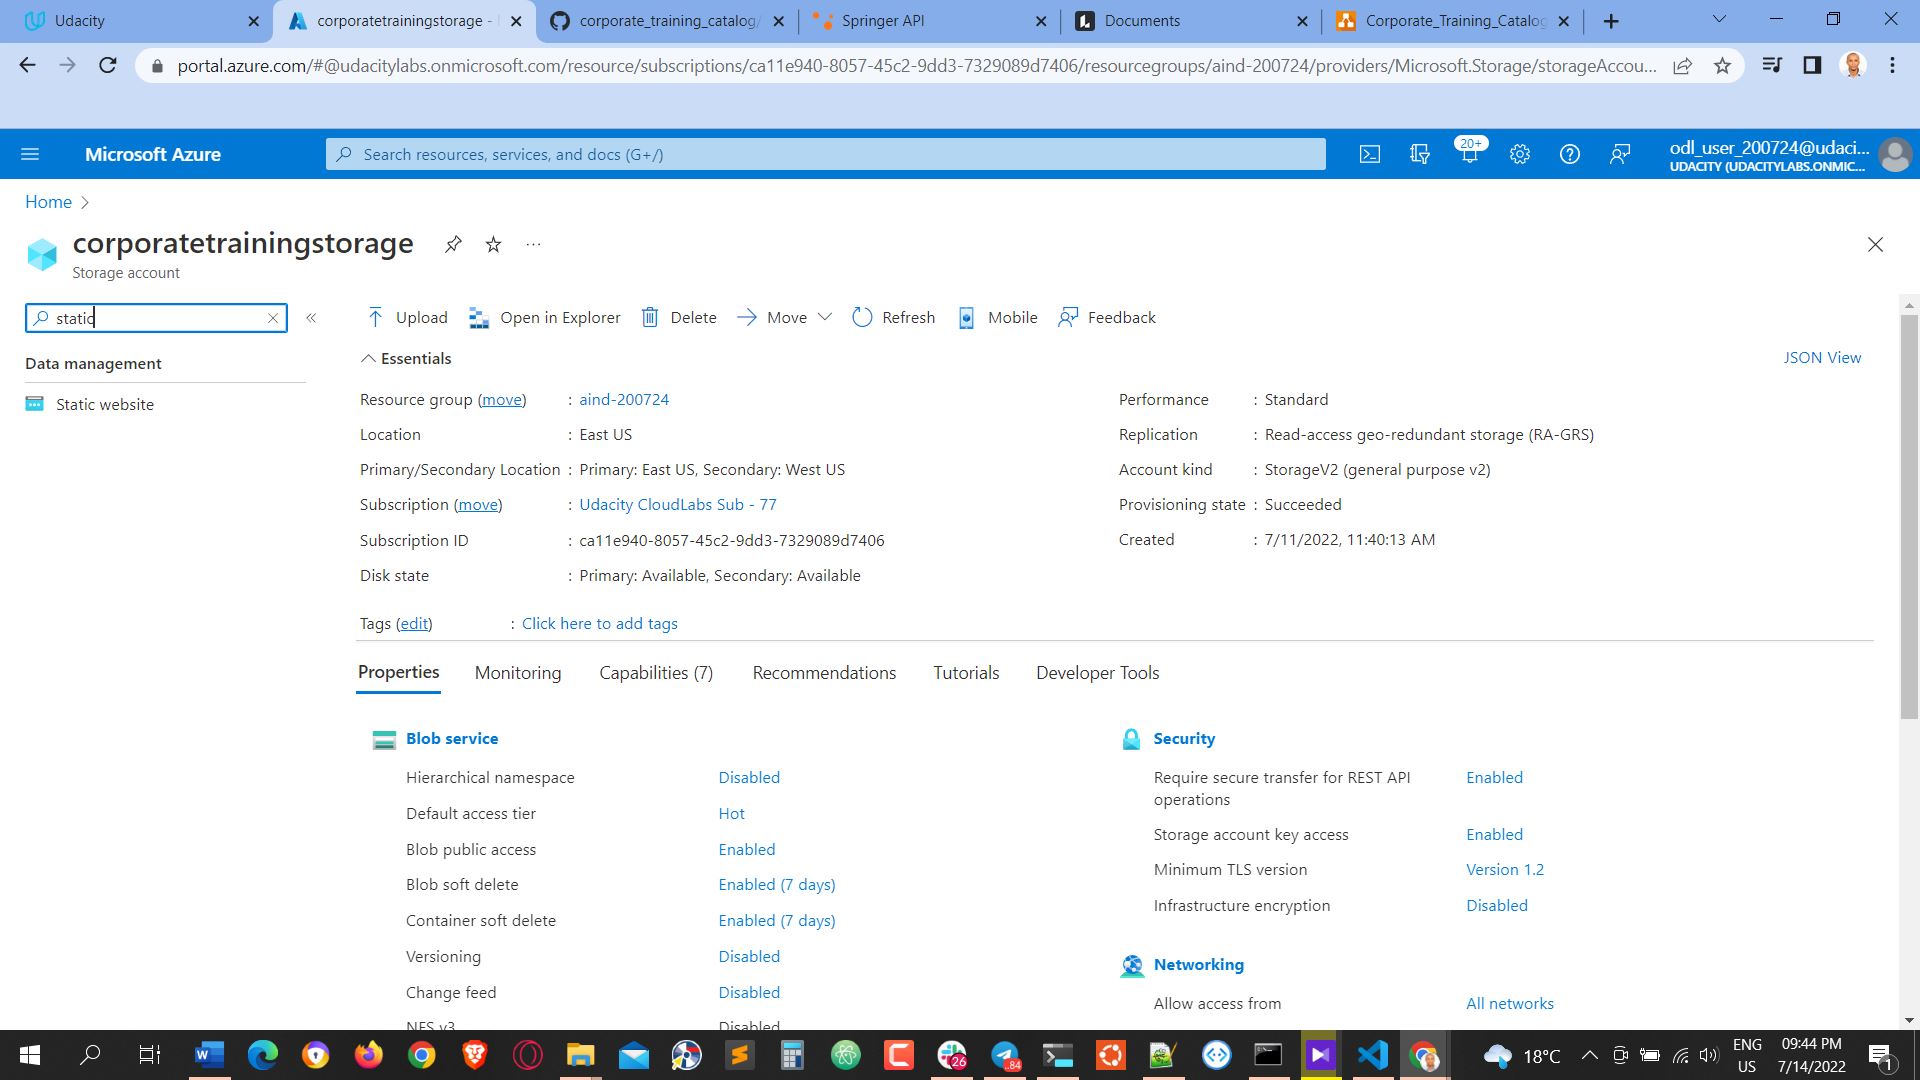 Udacity
corporatetrainingstorage -
corporate_training_catalog/
Springer API
Documents
Corporate_Training_Catalog
portal.azure.com/#@udacitylabs.onmicrosoft.com/resource/subscriptions/ca11e940-8057-45c2-9dd3-7329089d7406/resourcegroups/aind-200724/providers/Microsoft.Storage/storageAccou...
Microsoft Azure
Search resources, services, and docs (G+/)
20+
odl_user_200724@udaci...
UDACITY (UDACITYLABS.ONMIC...
Home
corporatetrainingstorage
Storage account
static
Upload
Open in Explorer
Delete
Move
Refresh
Mobile
Feedback
Data management
Static website
Essentials
JSON View
Resource group (move) : aind-200724
Location : East US
Primary/Secondary Location : Primary: East US, Secondary: West US
Subscription (move) : Udacity CloudLabs Sub - 77
Subscription ID : ca11e940-8057-45c2-9dd3-7329089d7406
Disk state : Primary: Available, Secondary: Available
Performance : Standard
Replication : Read-access geo-redundant storage (RA-GRS)
Account kind : StorageV2 (general purpose v2)
Provisioning state : Succeeded
Created : 7/11/2022, 11:40:13 AM
Tags (edit) : Click here to add tags
Properties
Monitoring
Capabilities (7)
Recommendations
Tutorials
Developer Tools
Blob service
Hierarchical namespace Disabled
Default access tier Hot
Blob public access Enabled
Blob soft delete Enabled (7 days)
Container soft delete Enabled (7 days)
Versioning Disabled
Change feed Disabled
NFS v3 Disabled
Security
Require secure transfer for REST API Enabled
operations
Storage account key access Enabled
Minimum TLS version Version 1.2
Infrastructure encryption Disabled
Networking
Allow access from All networks
26
84
18°C
ENG
US
09:44 PM
7/14/2022
1